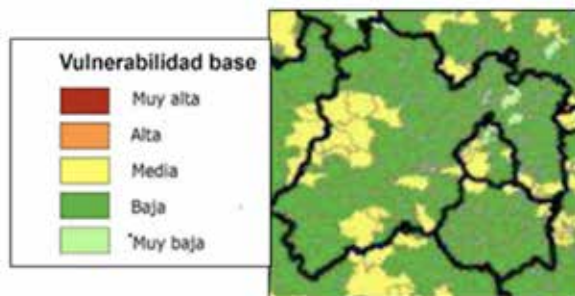 Vulnerabilidad base
Muy alta
Alta
Media
Baja
Muy baja